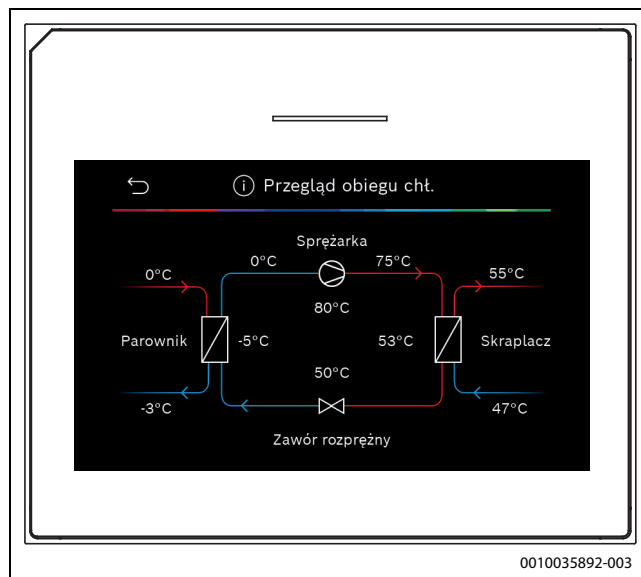 i Przegląd obiegu chł.
Sprężarka
0°C 0°C 75°C 55°C
80°C
Parownik -5°C 53°C Skraplacz
50°C
-3°C 47°C
Zawór rozprężny
0010035892-003